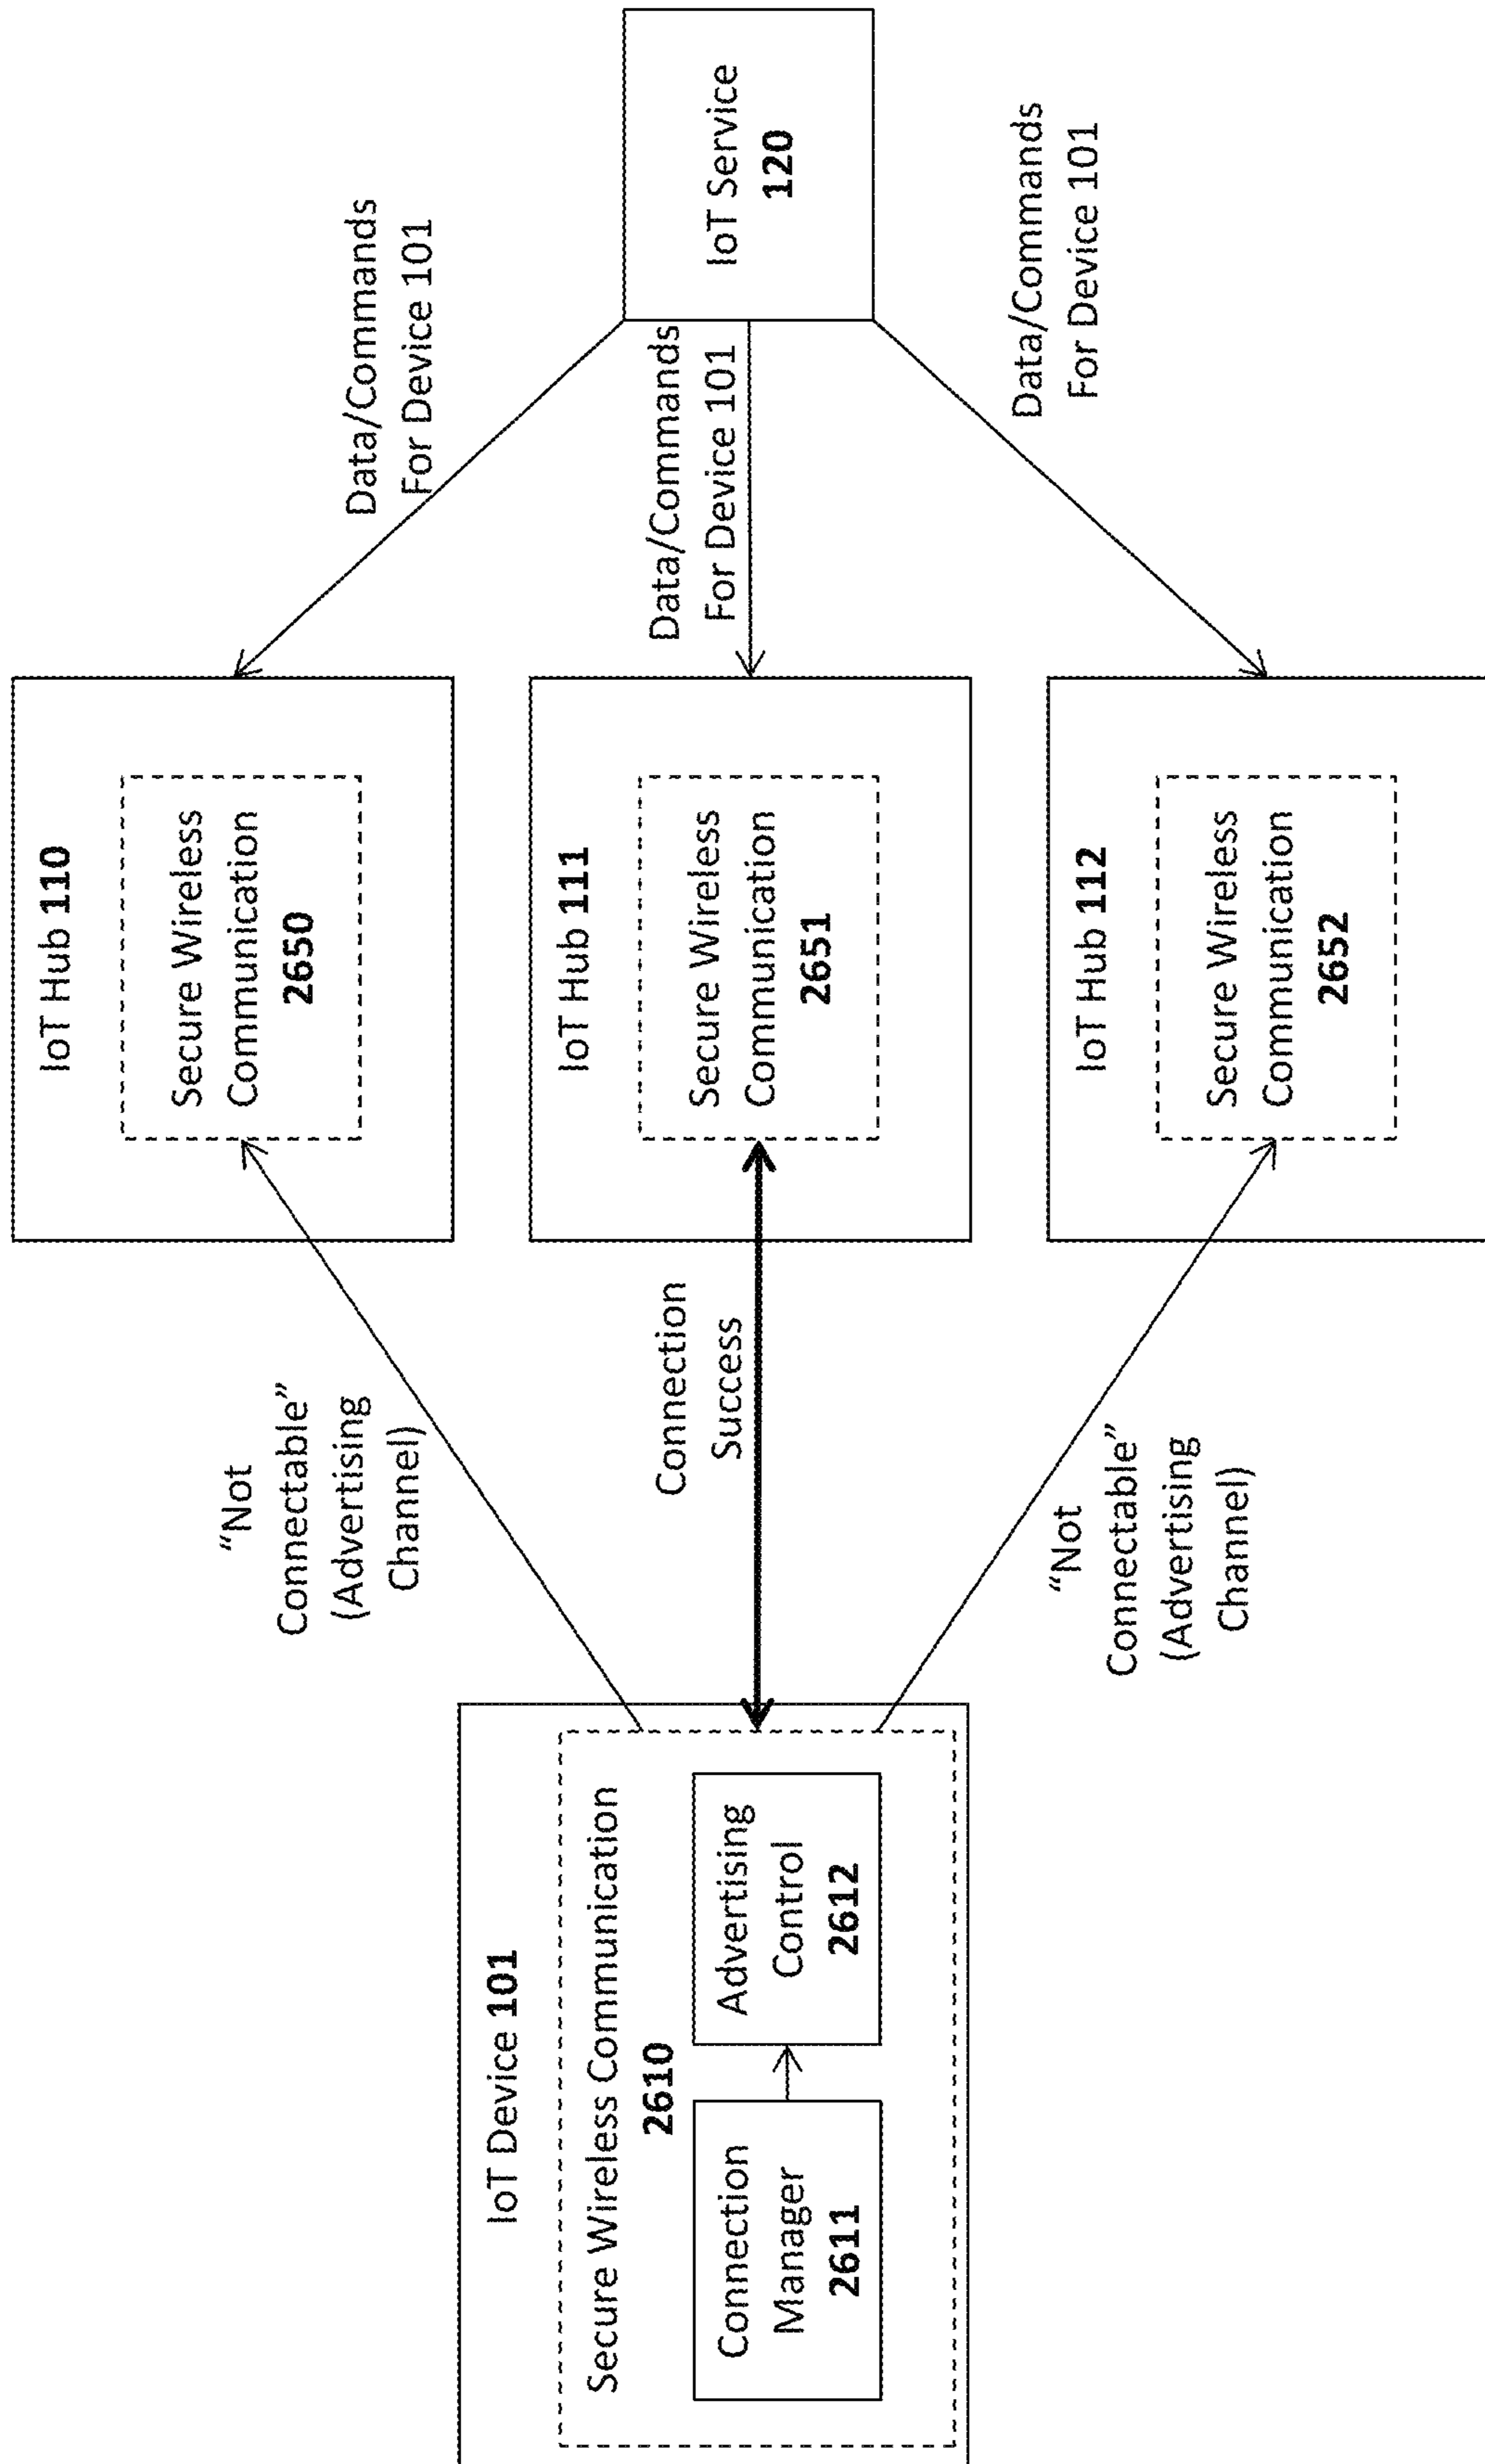 IoT Device 101
Secure Wireless Communication
2610
Connection
Manager
2611
Advertising
Control
2612
“Not
Connectable”
(Advertising
Channel)
Connection
Success
“Not
Connectable”
(Advertising
Channel)
IoT Hub 110
Secure Wireless
Communication
2650
IoT Hub 111
Secure Wireless
Communication
2651
IoT Hub 112
Secure Wireless
Communication
2652
Data/Commands
For Device 101
Data/Commands
For Device 101
Data/Commands
For Device 101
IoT Service
120